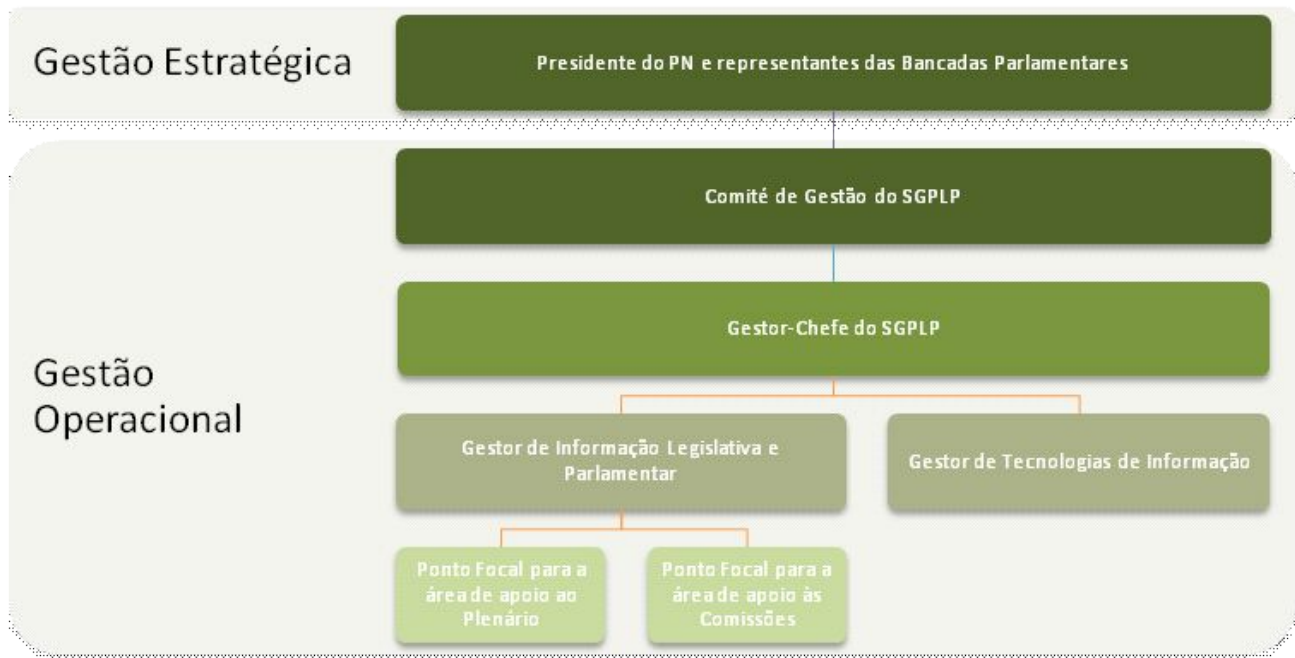 Gestão Estratégica
Presidente do PN e representantes das Bancadas Parlamentares
Comité de Gestão do SGPLP
Gestor-Chefe do SGPLP
Gestão
Operacional
Gestor de Informação Legislativa e
Parlamentar
Gestor de Tecnologias de Informação
Ponto Focal para a
área de apoio ao
Plenário
Ponto Focal para a
área de apoio às
Comissões